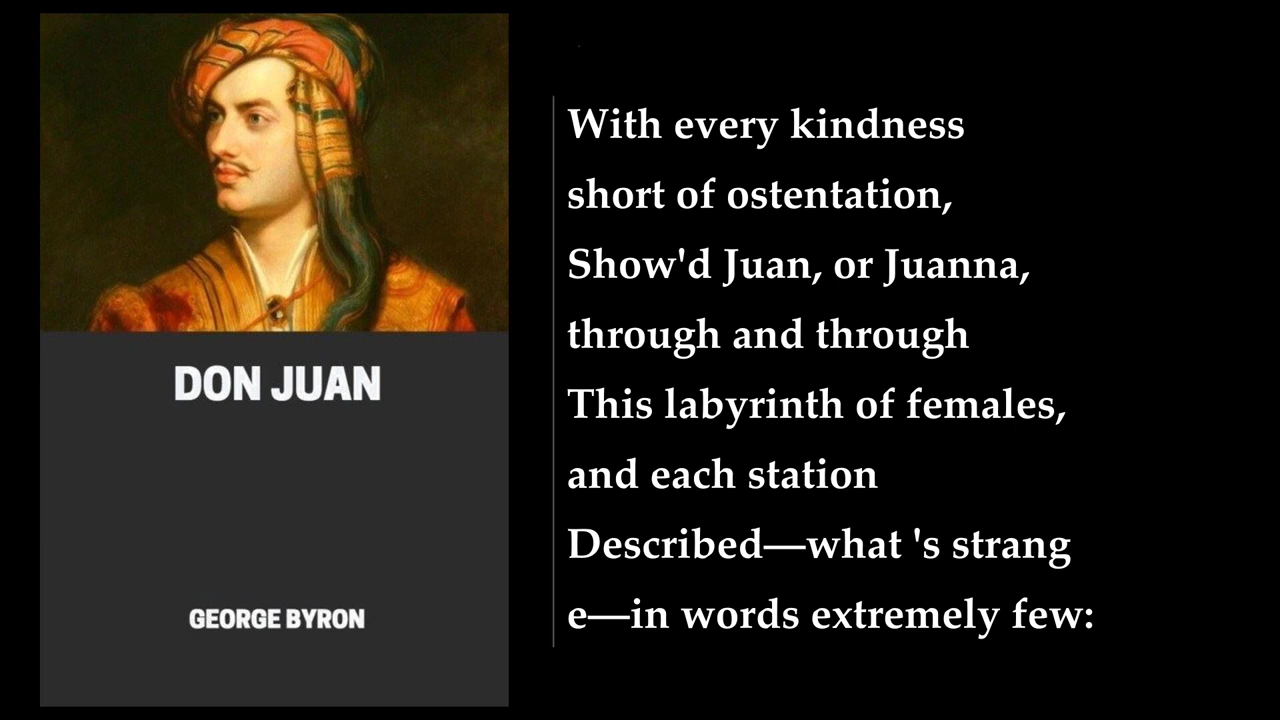 DON JUAN
GEORGE BYRON
With every kindness
short of ostentation,
Show'd Juan, or Juanna,
through and through
This labyrinth of females,
and each station
Described—what 's strang
e—in words extremely few: